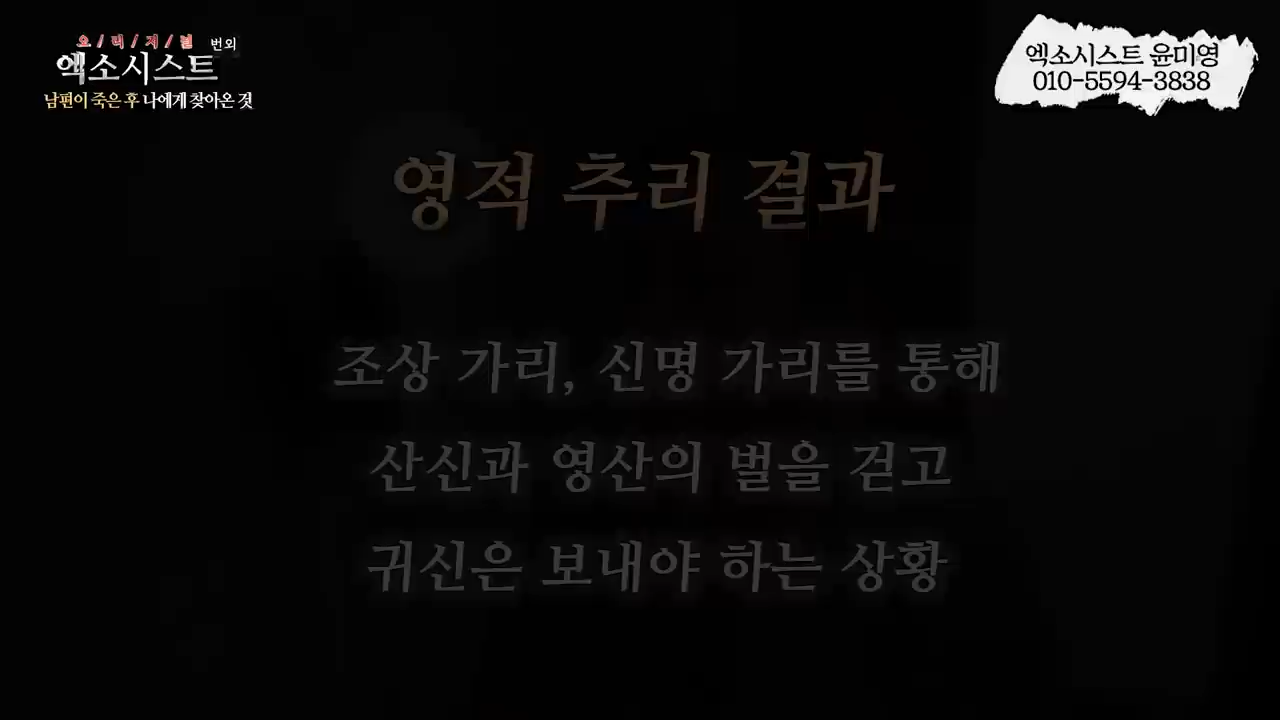 오/리/지/널 번외
엑소시스트
남편이 죽은 후 나에게 찾아온 것
엑소시스트 윤미영
010-5594-3838
영적 추리 결과
조상 가리, 신명 가리를 통해
산신과 영산의 벌을 걷고
귀신은 보내야 하는 상황